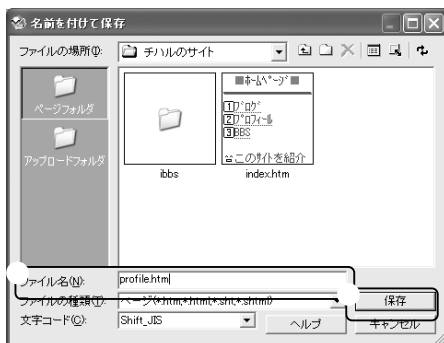 名前を付けて保存
ファイルの場所(I):
チハルのサイト
ページフォルダ
アップロードフォルダ
ibbs
■ﾎｰﾑﾍﾟｰｼﾞ■
1ﾌﾞﾛｸﾞ
2ﾌﾟﾛﾌｨｰﾙ
3BBS
このｻｲﾄを紹介
index.htm
ファイル名(N):
profile.htm
ファイルの種類(T):
ページ(*.htm,*.html,*.sht,*.shtml)
保存
文字コード(C):
Shift_JIS
ヘルプ
キャンセル